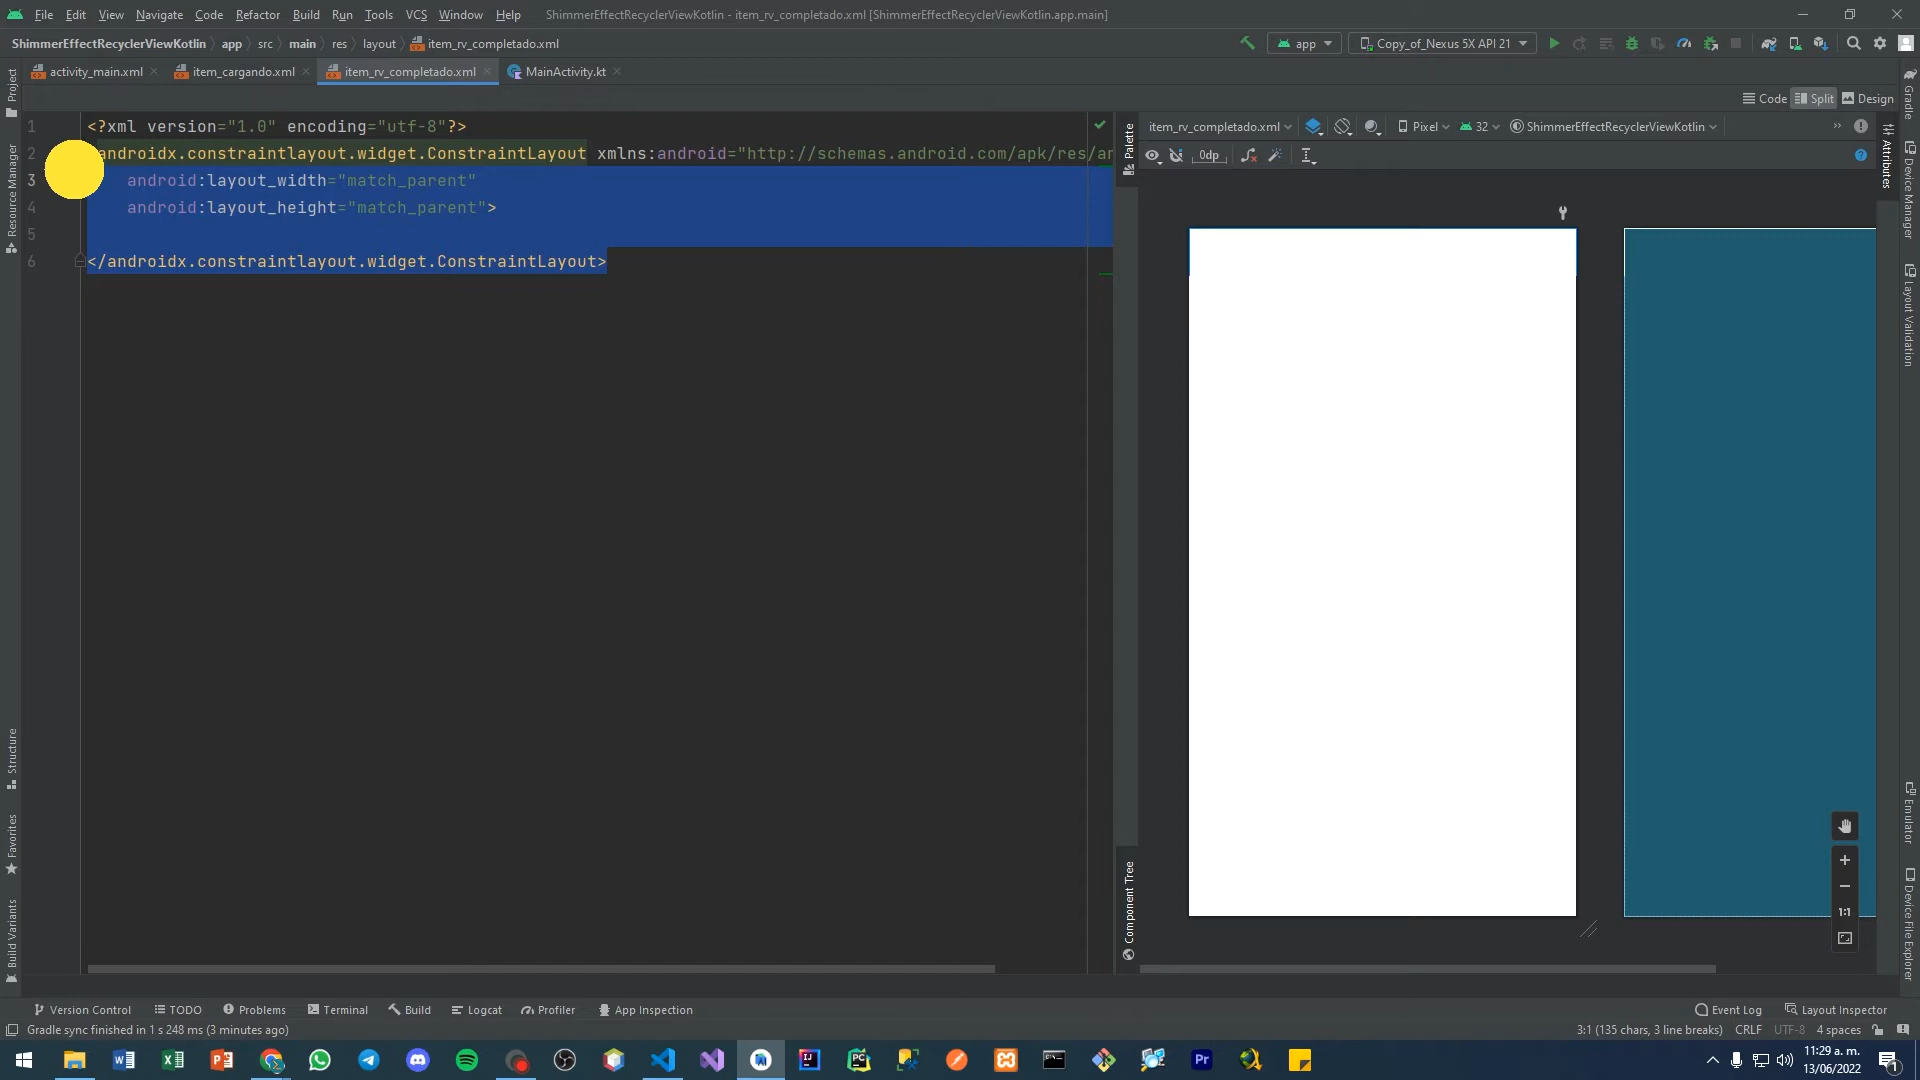 File Edit View Navigate Code Refactor Build Run Tools VCS Window Help ShimmerEffectRecyclerViewKotlin - item_rv_completado.xml [ShimmerEffectRecyclerViewKotlin.app.main]
ShimmerEffectRecyclerViewKotlin app src main res layout item_rv_completado.xml app Copy_of_Nexus 5X API 21
activity_main.xml item_cargando.xml item_rv_completado.xml MainActivity.kt
Code Split Design
1 <?xml version="1.0" encoding="utf-8"?>
2 androidx.constraintlayout.widget.ConstraintLayout xmlns:android="http://schemas.android.com/apk/res/an
3 android:layout_width="match_parent"
4 android:layout_height="match_parent">
5
6 </androidx.constraintlayout.widget.ConstraintLayout>
item_rv_completado.xml Pixel 32 ShimmerEffectRecyclerViewKotlin
0dp
Project
Resource Manager
Structure
Favorites
Build Variants
Palette
Component Tree
Attributes
Gradle
Device Manager
Layout Validation
Emulator
Device File Explorer
1:1
Version Control TODO Problems Terminal Build Logcat Profiler App Inspection Event Log Layout Inspector
Gradle sync finished in 1 s 248 ms (3 minutes ago) 3:1 (135 chars, 3 line breaks) CRLF UTF-8 4 spaces
11:29 a. m.
13/06/2022
1